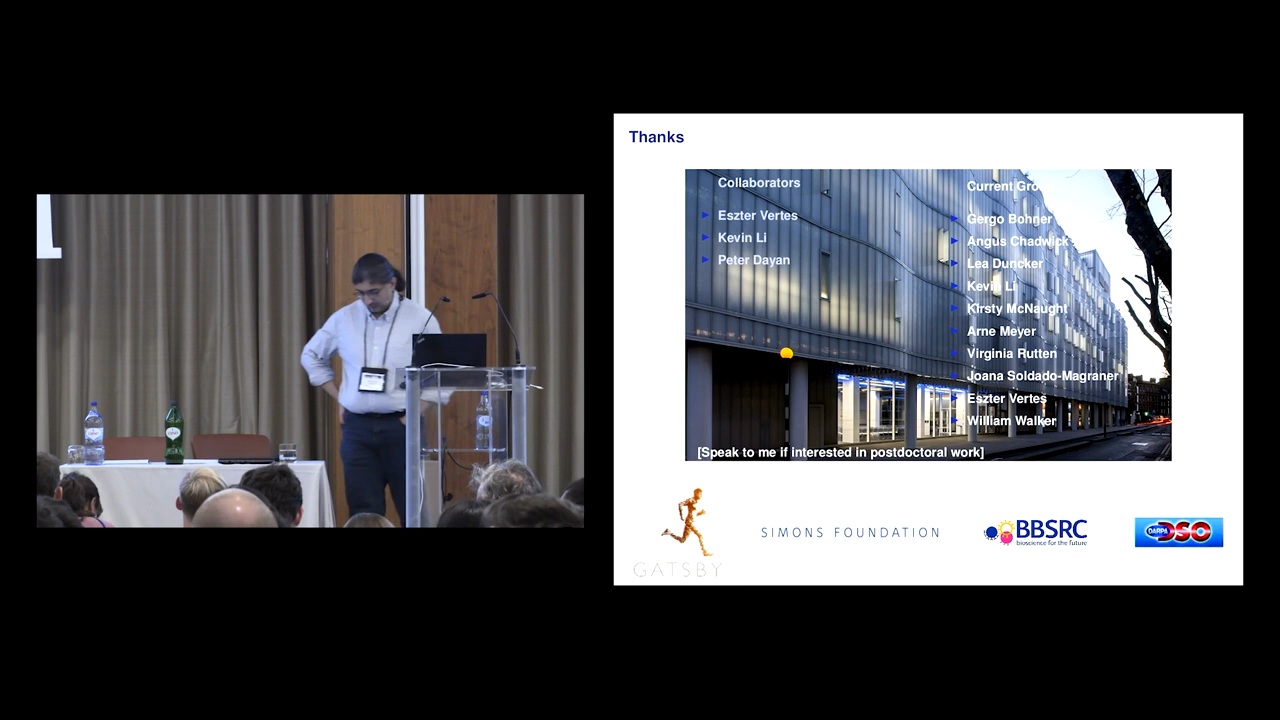 Thanks
Collaborators
Eszter Vertes
Kevin Li
Peter Dayan
Current Group
Gergo Bohner
Angus Chadwick
Lea Duncker
Kevin Li
Kirsty McNaught
Arne Meyer
Virginia Rutten
Joana Soldado-Magraner
Eszter Vertes
William Walker
[Speak to me if interested in postdoctoral work]
GATSBY
SIMONS FOUNDATION
BBSRC
bioscience for the future
DARPA DSO